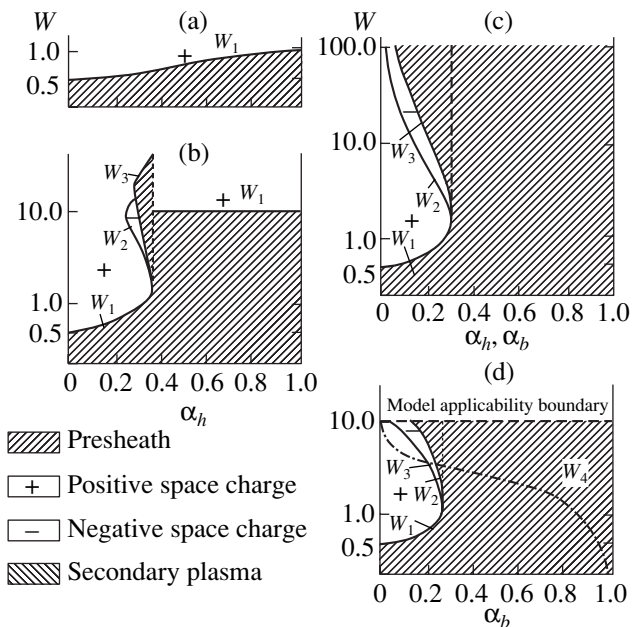 W
(a)
W1
1.0
+
0.5
(b)
W3
W1
+
10.0
W2
+
W1
1.0
0.5
0 0.2 0.4 0.6 0.8 1.0
αh
Presheath
+ Positive space charge
− Negative space charge
Secondary plasma
W
(c)
100.0
−
10.0
W3
W2
+
W1
1.0
0.5
0 0.2 0.4 0.6 0.8 1.0
αh, αb
(d)
10.0
Model applicability boundary
−
W3
W4
+
W2
1.0
W1
0.5
0 0.2 0.4 0.6 0.8 1.0
αb